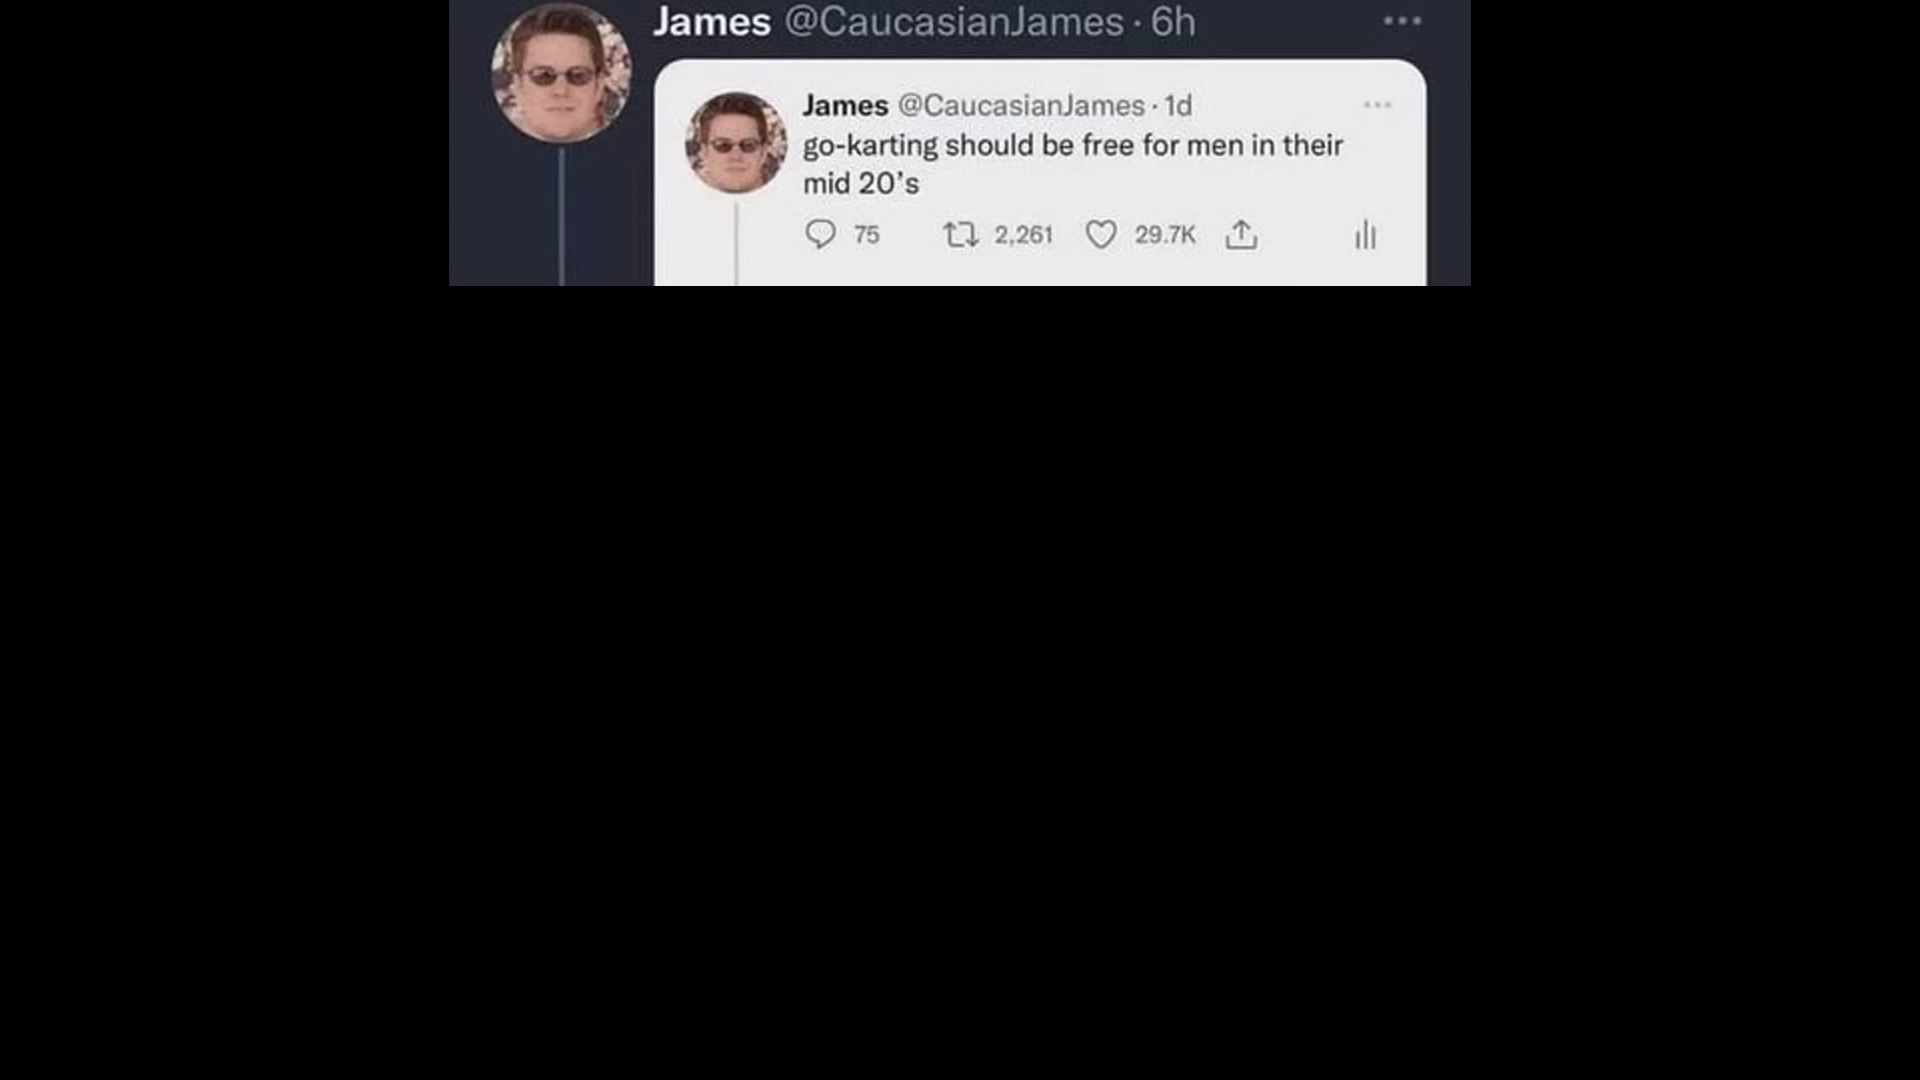 James @CaucasianJames · 6h
James @CaucasianJames · 1d
go-karting should be free for men in their
mid 20's
75 2,261 29.7K